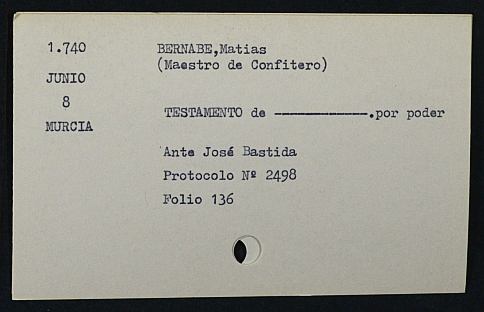 1.740
JUNIO
8
MURCIA
BERNABE,Matias
(Maestro de Confitero)
TESTAMENTO de -------------.por poder
Ante José Bastida
Protocolo Nº 2498
Folio 136